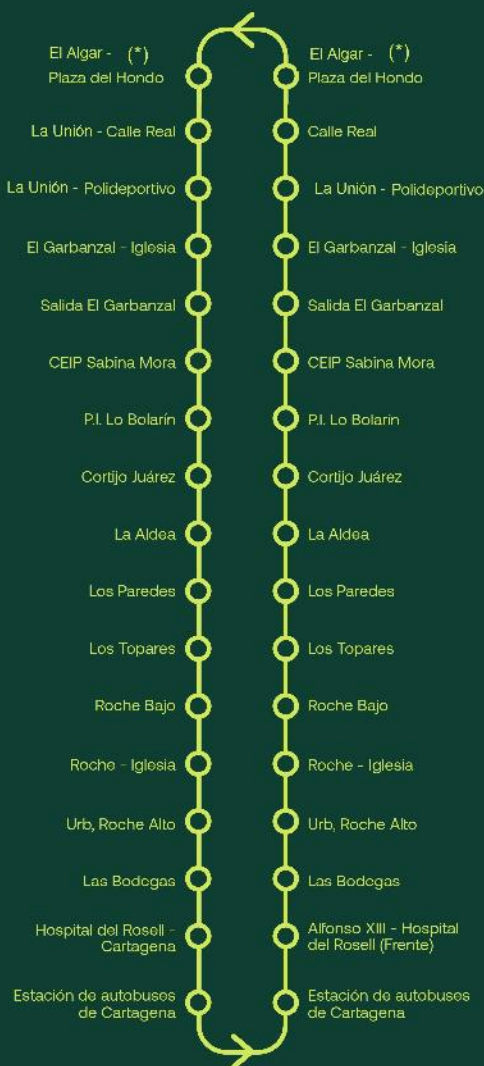 El Algar - (*)
Plaza del Hondo
La Unión - Calle Real
La Unión - Polideportivo
El Garbanzal - Iglesia
Salida El Garbanzal
CEIP Sabina Mora
P.I. Lo Bolarín
Cortijo Juárez
La Aldea
Los Paredes
Los Topares
Roche Bajo
Roche - Iglesia
Urb, Roche Alto
Las Bodegas
Hospital del Rosell -
Cartagena
Estación de autobuses
de Cartagena
El Algar - (*)
Plaza del Hondo
Calle Real
La Unión - Polideportivo
El Garbanzal - Iglesia
Salida El Garbanzal
CEIP Sabina Mora
P.I. Lo Bolarín
Cortijo Juárez
La Aldea
Los Paredes
Los Topares
Roche Bajo
Roche - Iglesia
Urb, Roche Alto
Las Bodegas
Alfonso XIII - Hospital
del Rosell (Frente)
Estación de autobuses
de Cartagena